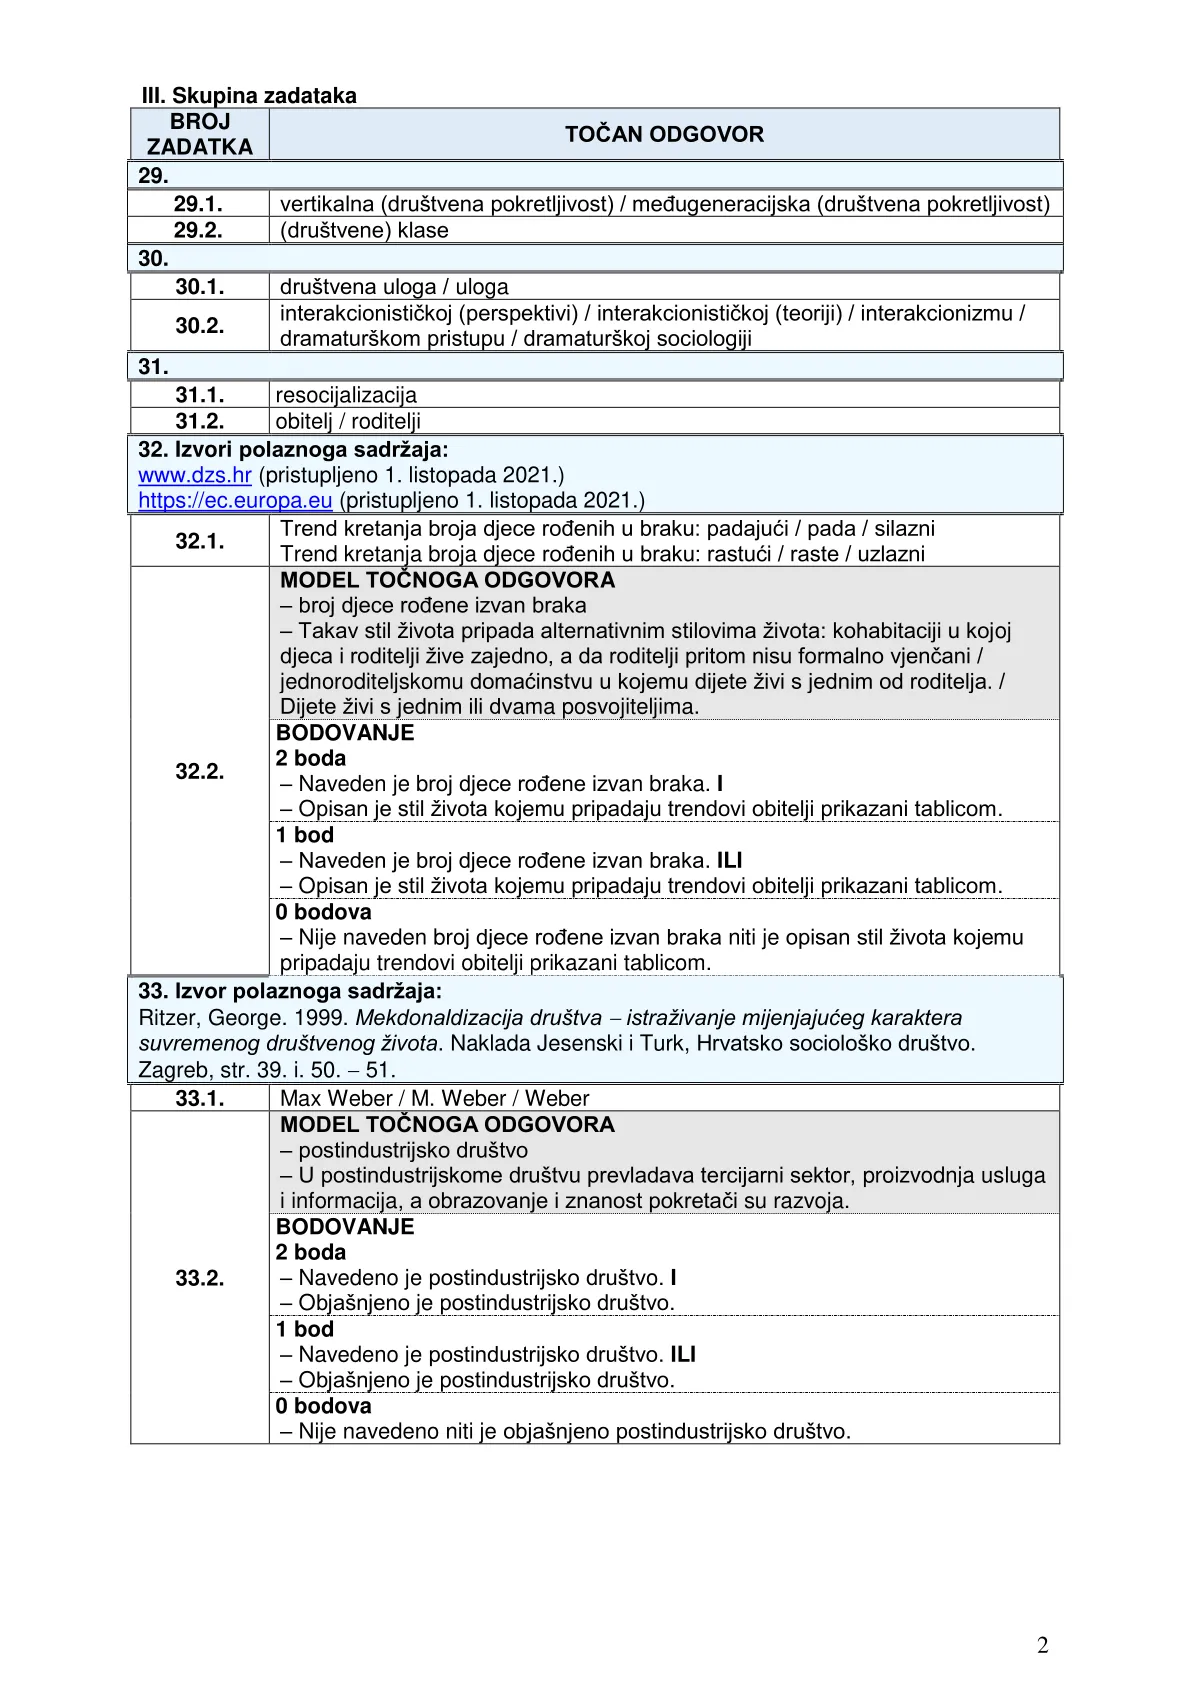 III. Skupina zadataka
BROJ
ZADATKA
TOČAN ODGOVOR
29.
29.1.
vertikalna (društvena pokretljivost) / međugeneracijska (društvena pokretljivost)
29.2.
(društvene) klase
30.
30.1.
društvena uloga / uloga
30.2.
interakcionističkoj (perspektivi) / interakcionističkoj (teoriji) / interakcionizmu /
dramaturškom pristupu / dramaturškoj sociologiji
31.
31.1.
resocijalizacija
31.2.
obitelj / roditelji
32. Izvori polaznoga sadržaja:
www.dzs.hr (pristupljeno 1. listopada 2021.)
https://ec.europa.eu (pristupljeno 1. listopada 2021.)
32.1.
Trend kretanja broja djece rođenih u braku: padajući / pada / silazni
Trend kretanja broja djece rođenih u braku: rastući / raste / uzlazni
32.2.
MODEL TOČNOGA ODGOVORA
– broj djece rođene izvan braka
– Takav stil života pripada alternativnim stilovima života: kohabitaciji u kojoj
djeca i roditelji žive zajedno, a da roditelji pritom nisu formalno vjenčani /
jednoroditeljskomu domaćinstvu u kojemu dijete živi s jednim od roditelja. /
Dijete živi s jednim ili dvama posvojiteljima.
BODOVANJE
2 boda
– Naveden je broj djece rođene izvan braka. I
– Opisan je stil života kojemu pripadaju trendovi obitelji prikazani tablicom.
1 bod
– Naveden je broj djece rođene izvan braka. ILI
– Opisan je stil života kojemu pripadaju trendovi obitelji prikazani tablicom.
0 bodova
– Nije naveden broj djece rođene izvan braka niti je opisan stil života kojemu
pripadaju trendovi obitelji prikazani tablicom.
33. Izvor polaznoga sadržaja:
Ritzer, George. 1999. Mekdonaldizacija društva – istraživanje mijenjajućeg karaktera
suvremenog društvenog života. Naklada Jesenski i Turk, Hrvatsko sociološko društvo.
Zagreb, str. 39. i. 50. – 51.
33.1.
Max Weber / M. Weber / Weber
33.2.
MODEL TOČNOGA ODGOVORA
– postindustrijsko društvo
– U postindustrijskome društvu prevladava tercijarni sektor, proizvodnja usluga
i informacija, a obrazovanje i znanost pokretači su razvoja.
BODOVANJE
2 boda
– Navedeno je postindustrijsko društvo. I
– Objašnjeno je postindustrijsko društvo.
1 bod
– Navedeno je postindustrijsko društvo. ILI
– Objašnjeno je postindustrijsko društvo.
0 bodova
– Nije navedeno niti je objašnjeno postindustrijsko društvo.
2